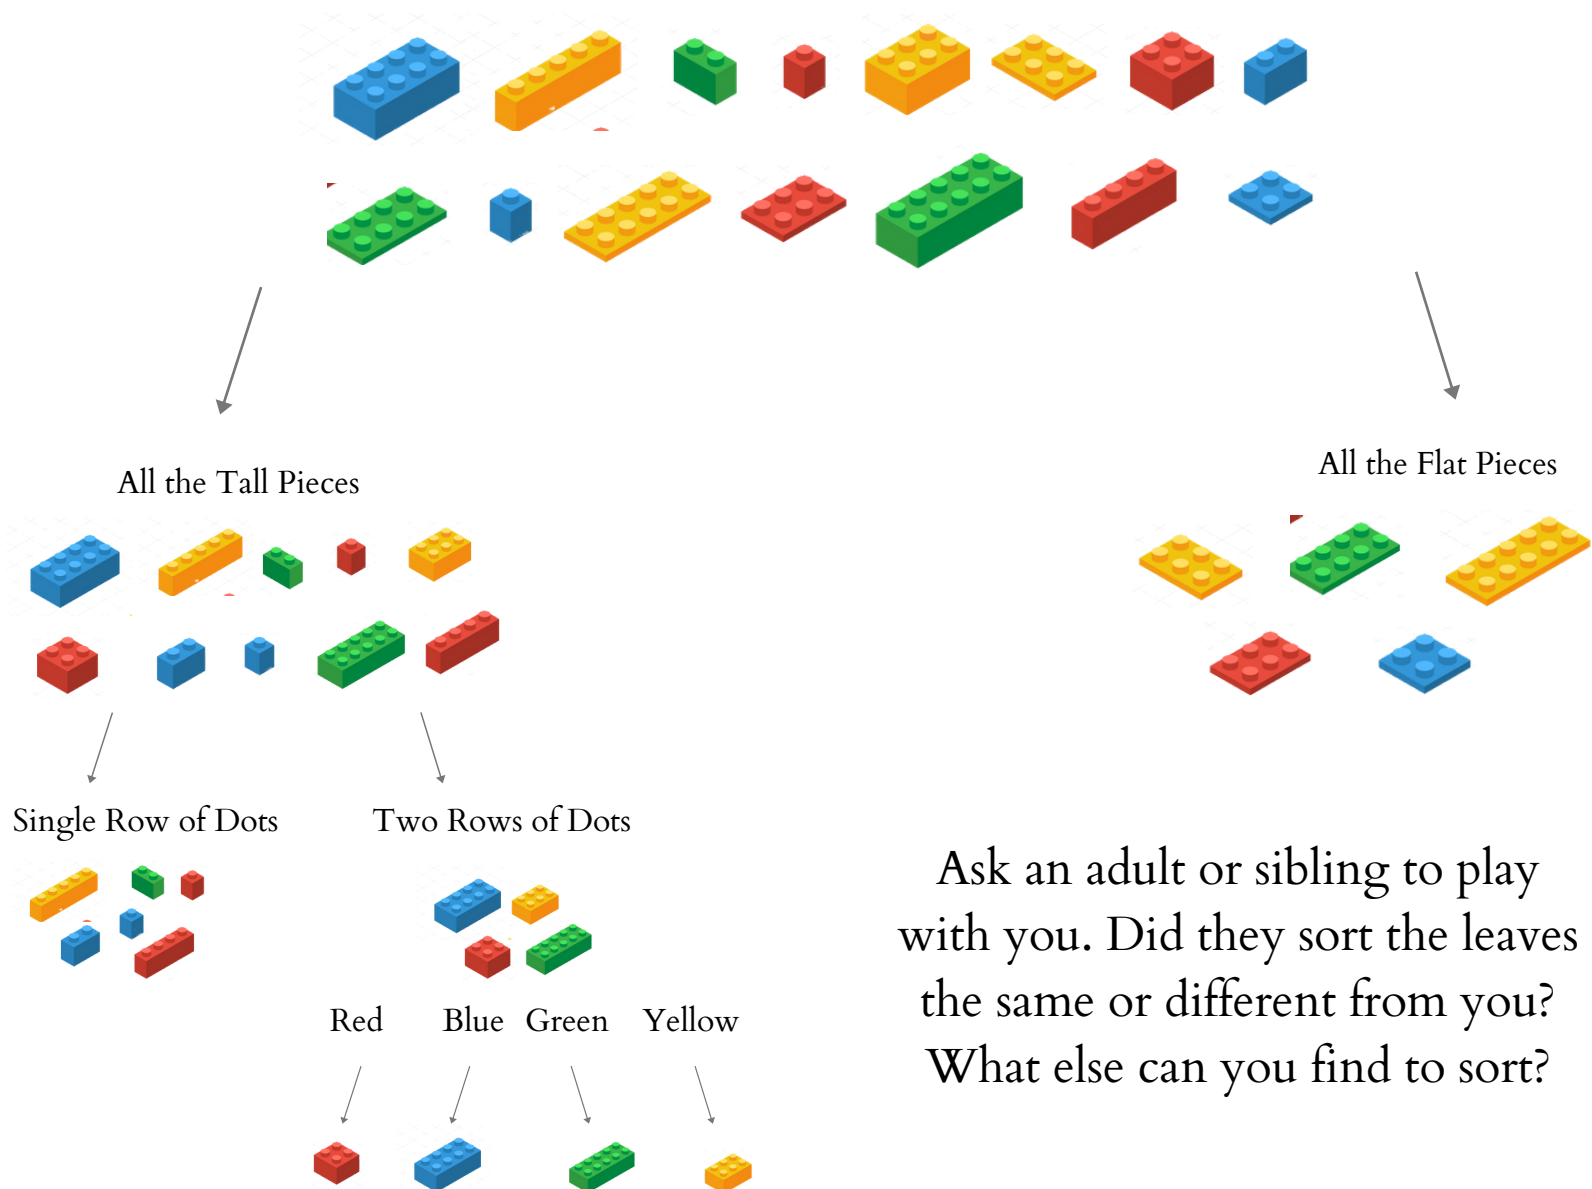 All the Tall Pieces
All the Flat Pieces
Single Row of Dots
Two Rows of Dots
Red
Blue
Green
Yellow
Ask an adult or sibling to play
with you. Did they sort the leaves
the same or different from you?
What else can you find to sort?